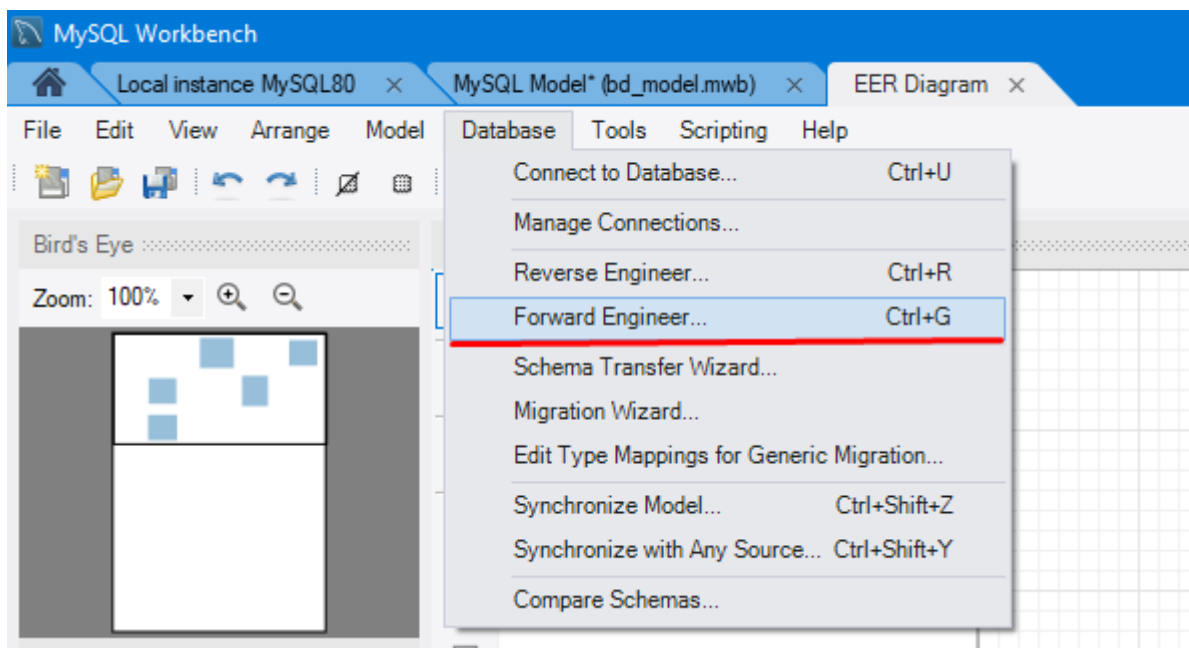 MySQL Workbench
Local instance MySQL80 × MySQL Model* (bd_model.mwb) × EER Diagram ×
File Edit View Arrange Model Database Tools Scripting Help
Connect to Database... Ctrl+U
Manage Connections...
Bird's Eye
Reverse Engineer... Ctrl+R
Zoom: 100%
Forward Engineer... Ctrl+G
Schema Transfer Wizard...
Migration Wizard...
Edit Type Mappings for Generic Migration...
Synchronize Model... Ctrl+Shift+Z
Synchronize with Any Source... Ctrl+Shift+Y
Compare Schemas...